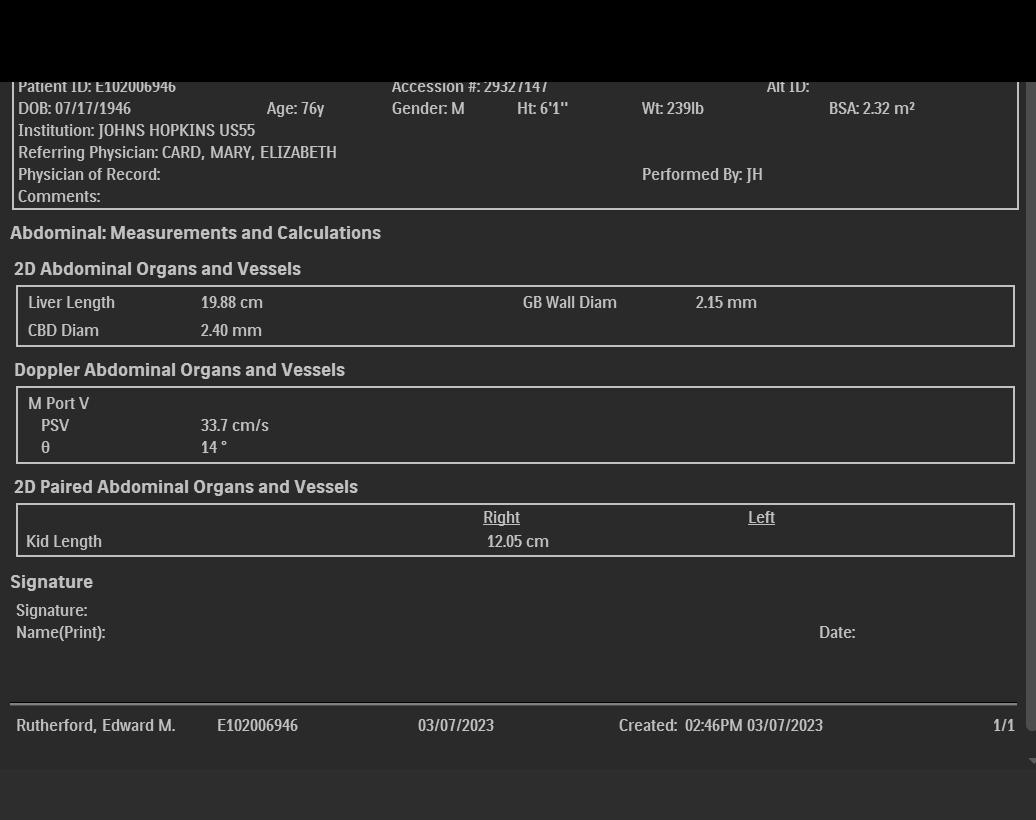 Patient ID: E102006946 Accession #: 29327147 Alt ID:
DOB: 07/17/1946 Age: 76y Gender: M Ht: 6'1'' Wt: 239lb BSA: 2.32 m²
Institution: JOHNS HOPKINS US55
Referring Physician: CARD, MARY, ELIZABETH
Physician of Record: Performed By: JH
Comments:
Abdominal: Measurements and Calculations
2D Abdominal Organs and Vessels
Liver Length 19.88 cm GB Wall Diam 2.15 mm
CBD Diam 2.40 mm
Doppler Abdominal Organs and Vessels
M Port V
PSV 33.7 cm/s
θ 14 °
2D Paired Abdominal Organs and Vessels
Right Left
Kid Length 12.05 cm
Signature
Signature:
Name(Print): Date:
Rutherford, Edward M. E102006946 03/07/2023 Created: 02:46PM 03/07/2023 1/1